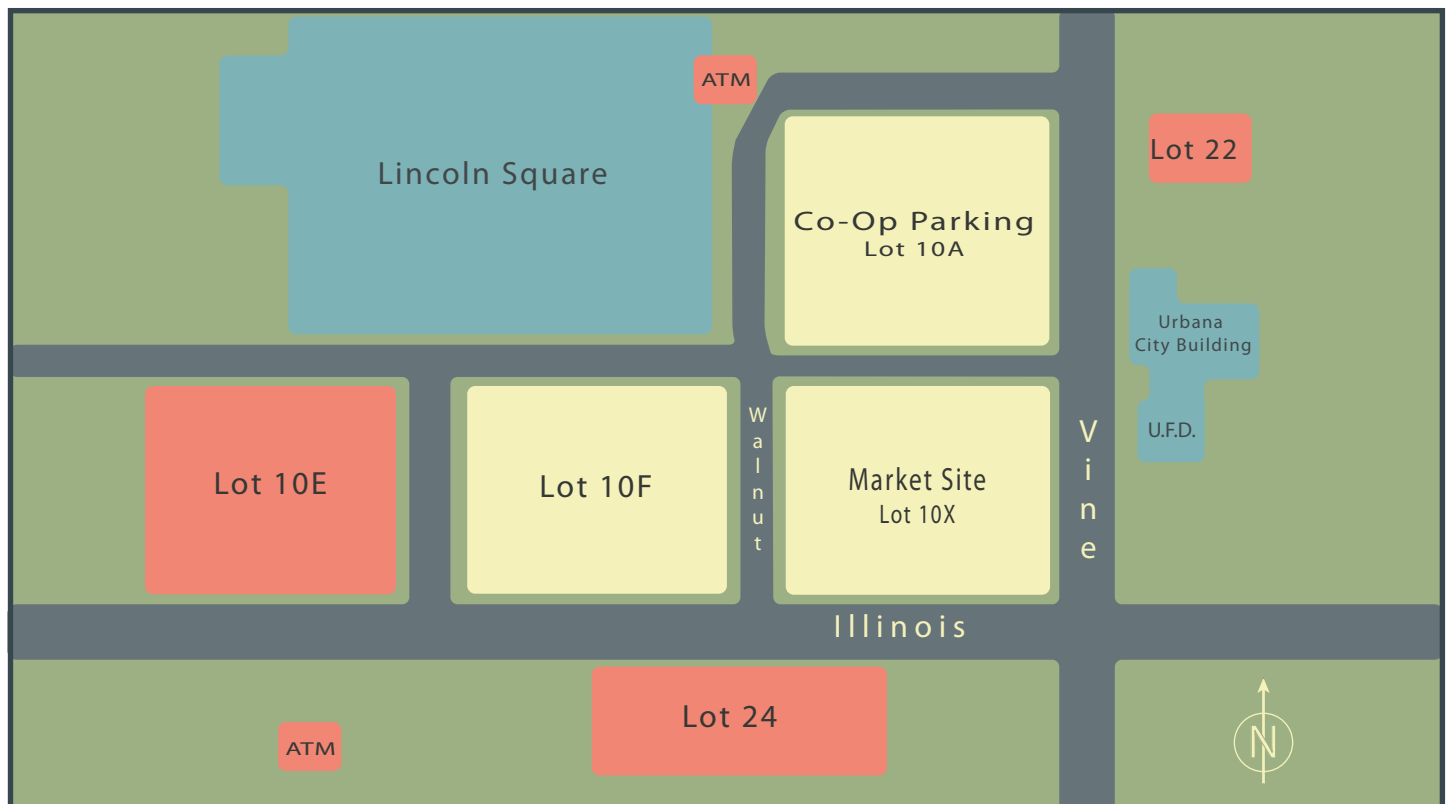 ATM
Lincoln Square
Lot 22
Co-Op Parking
Lot 10A
Urbana
City Building
U.F.D.
Lot 10E
Lot 10F
Walnut
Market Site
Lot 10X
Vine
Illinois
Lot 24
ATM
N